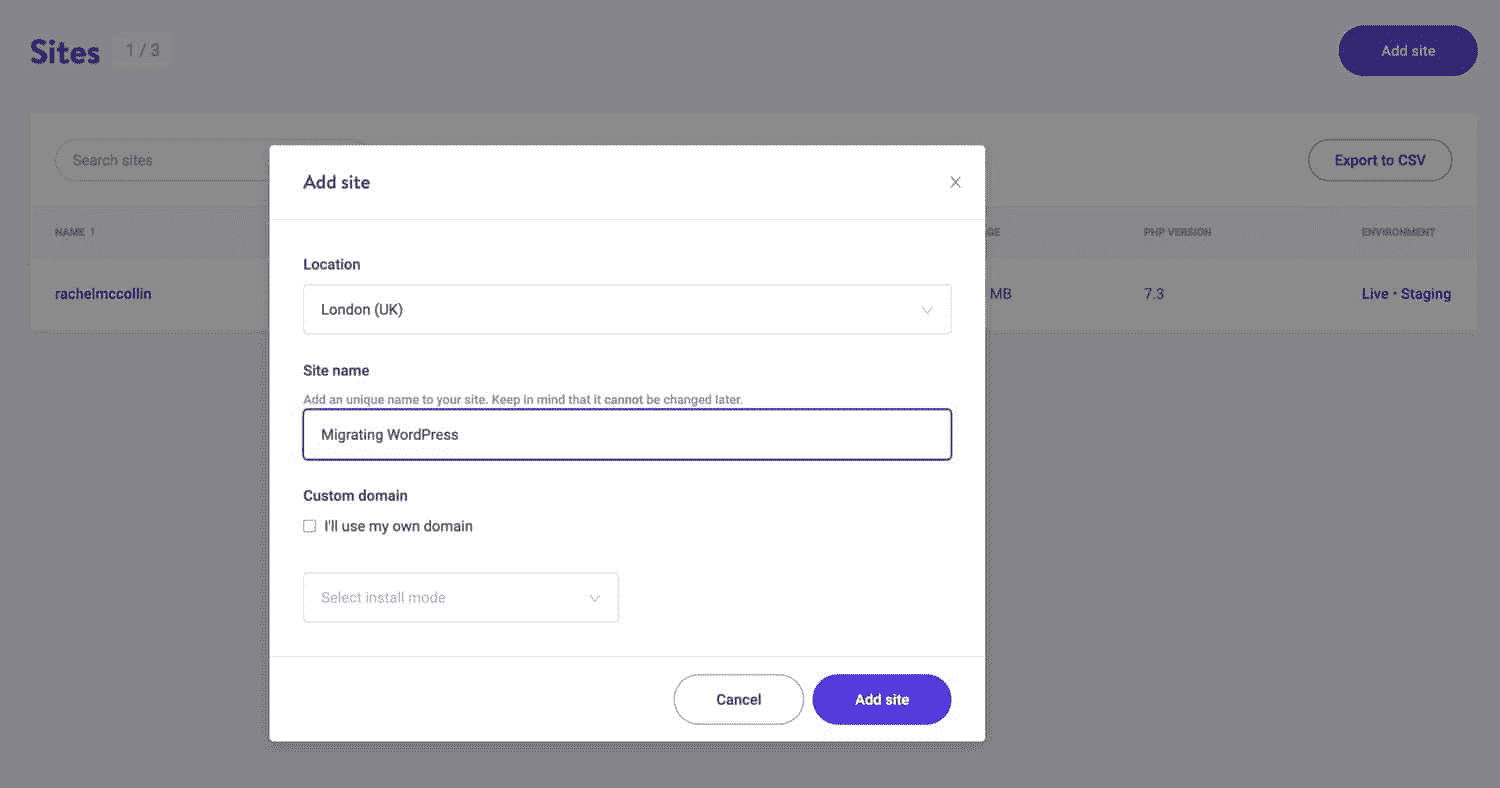 Sites 1 / 3
Add site
Search sites
Export to CSV
Add site
NAME
PHP VERSION
ENVIRONMENT
Location
rachelmccollin
London (UK)
MB
7.3
Live • Staging
Site name
Add an unique name to your site. Keep in mind that it cannot be changed later.
Migrating WordPress
Custom domain
I'll use my own domain
Select install mode
Cancel
Add site